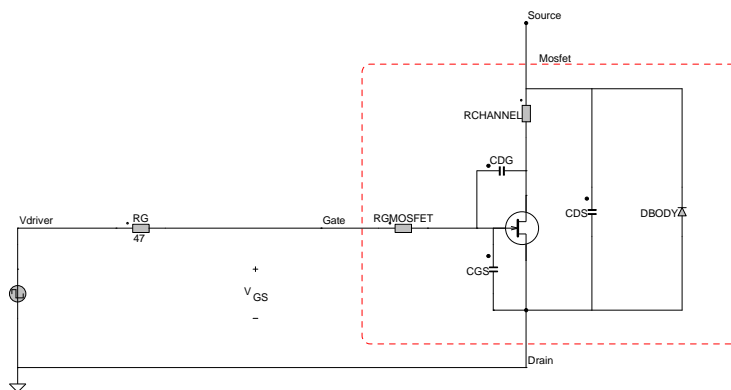 Source
Mosfet
RCHANNEL
CDG
Vdriver
RG
Gate
RGMOSFET
CDS
DBODY
47
CGS
+
V GS
–
Drain